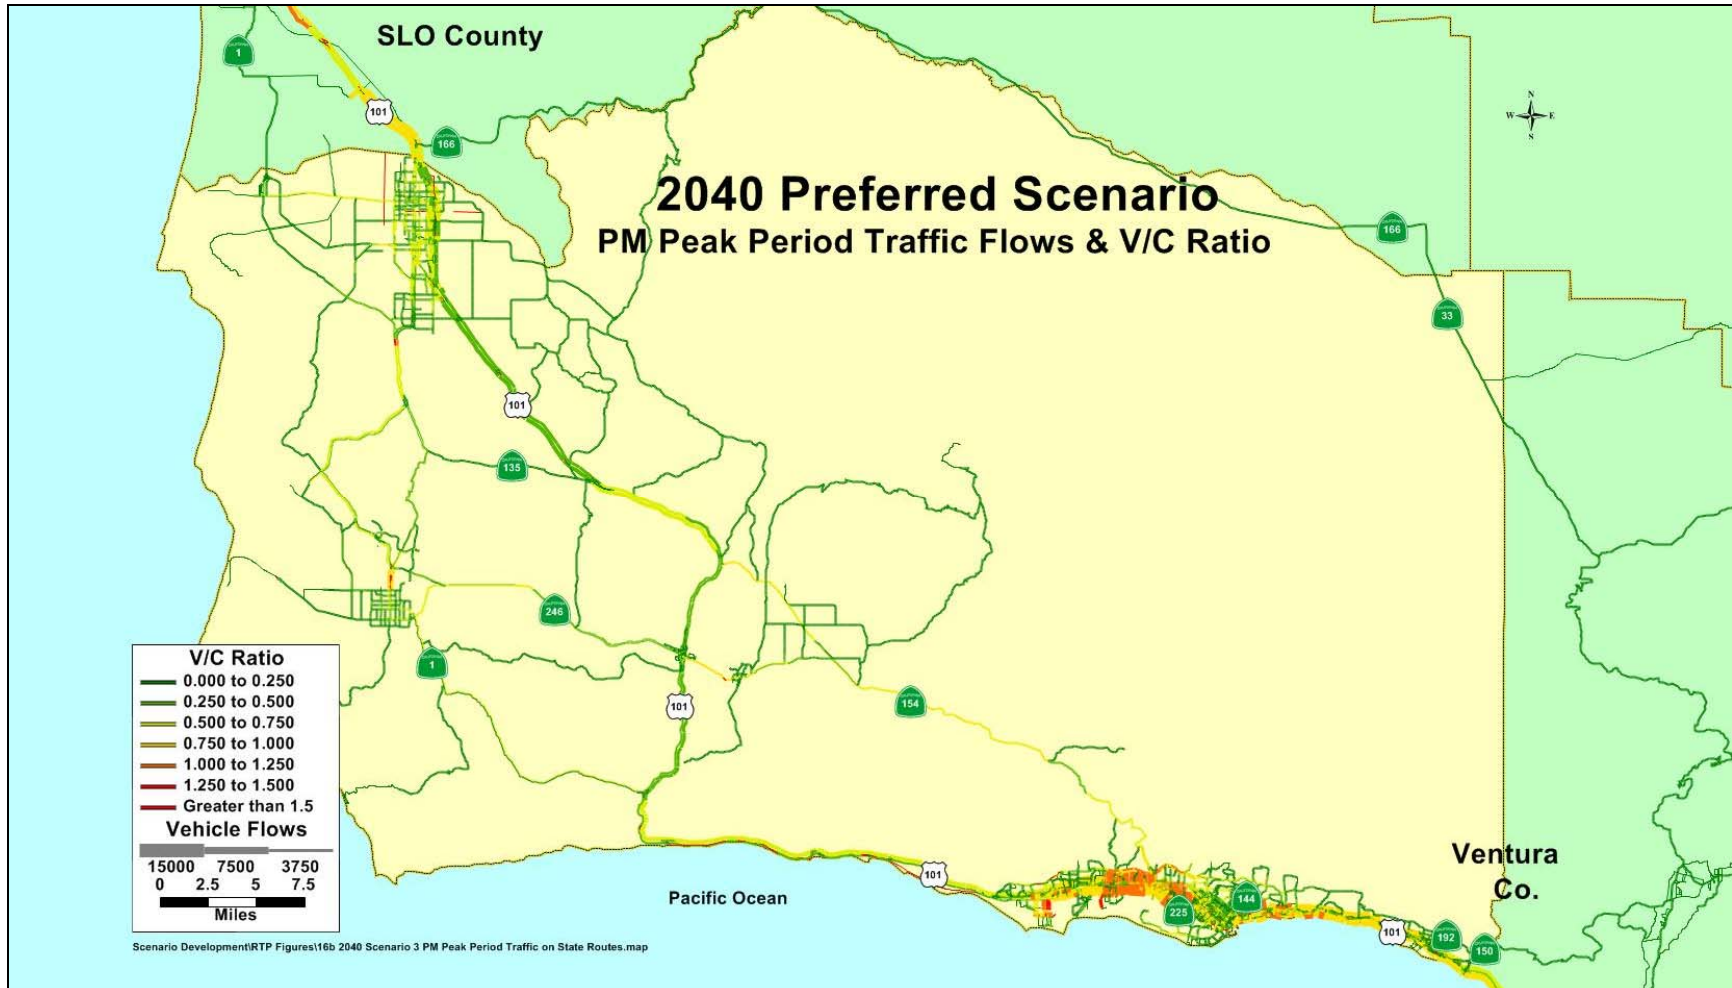 SLO County
1
101
166
N
W E
S
2040 Preferred Scenario
PM Peak Period Traffic Flows & V/C Ratio
166
33
101
135
246
1
101
154
V/C Ratio
0.000 to 0.250
0.250 to 0.500
0.500 to 0.750
0.750 to 1.000
1.000 to 1.250
1.250 to 1.500
Greater than 1.5
Vehicle Flows
15000 7500 3750
0 2.5 5 7.5
Miles
Pacific Ocean
101
225
144
Ventura
Co.
101
192
150
Scenario Development\RTP Figures\16b 2040 Scenario 3 PM Peak Period Traffic on State Routes.map